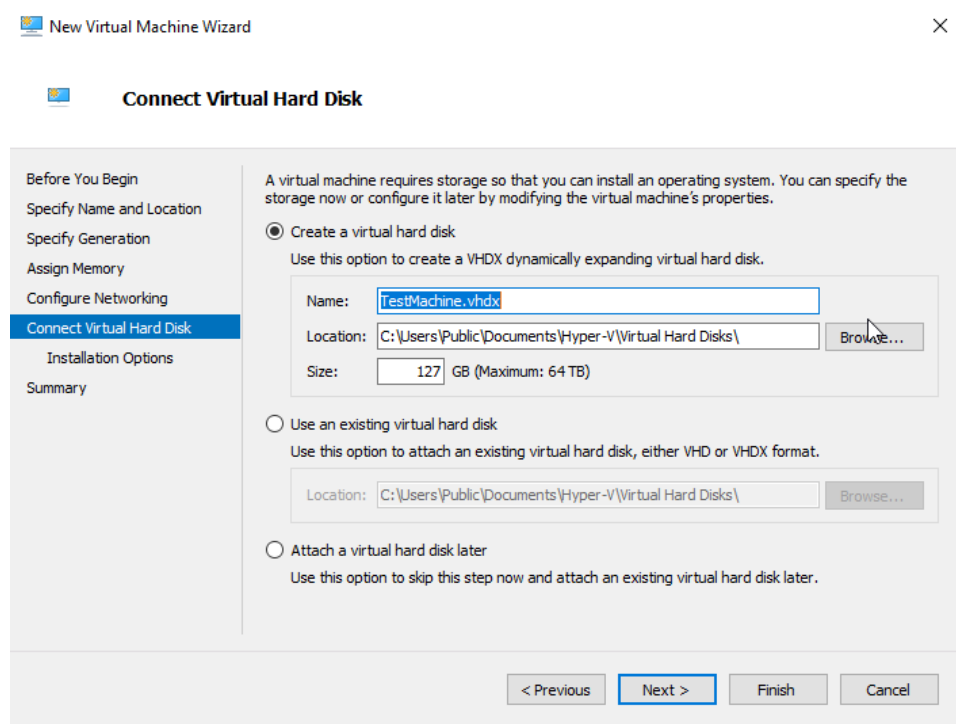 New Virtual Machine Wizard
Connect Virtual Hard Disk
Before You Begin
Specify Name and Location
Specify Generation
Assign Memory
Configure Networking
Connect Virtual Hard Disk
Installation Options
Summary
A virtual machine requires storage so that you can install an operating system. You can specify the
storage now or configure it later by modifying the virtual machine's properties.
Create a virtual hard disk
Use this option to create a VHDX dynamically expanding virtual hard disk.
Name: TestMachine.vhdx
Location: C:\Users\Public\Documents\Hyper-V\Virtual Hard Disks\ Browse...
Size: 127 GB (Maximum: 64 TB)
Use an existing virtual hard disk
Use this option to attach an existing virtual hard disk, either VHD or VHDX format.
Location: C:\Users\Public\Documents\Hyper-V\Virtual Hard Disks\ Browse...
Attach a virtual hard disk later
Use this option to skip this step now and attach an existing virtual hard disk later.
< Previous Next > Finish Cancel